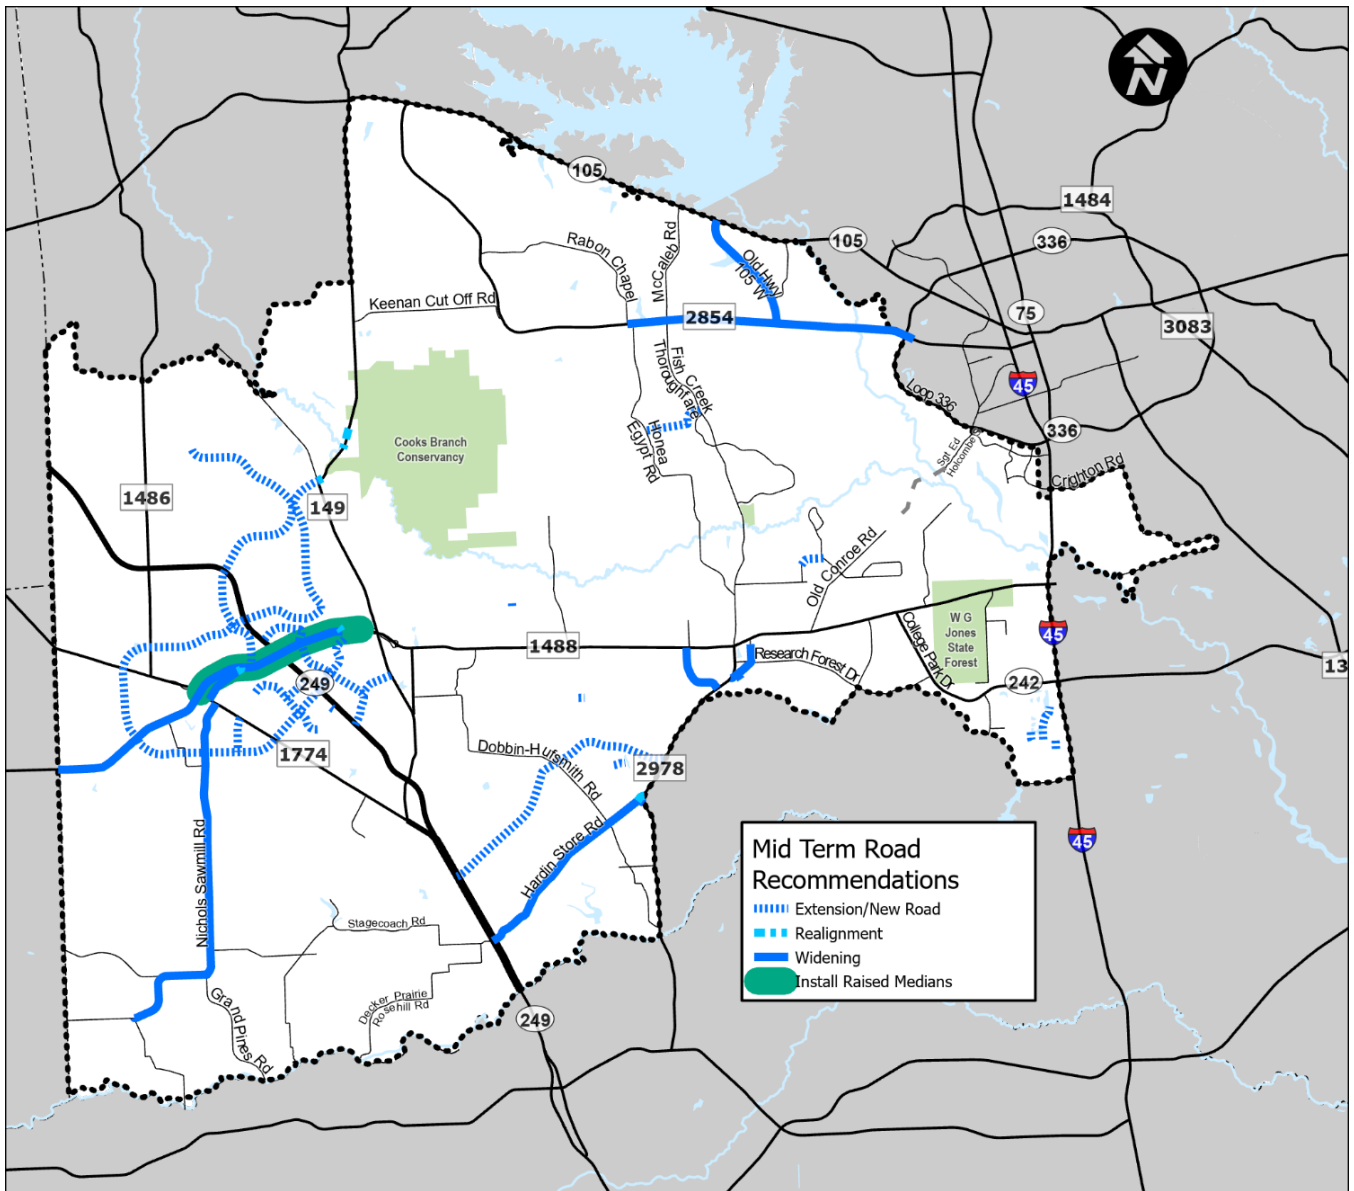 N
105
1484
105
336
Rabon Chapel
McCaleb Rd
Old Hwy
105 W
Keenan Cut Off Rd
2854
75
3083
Fish Creek
Thoroughfare
45
Loop 336
Cooks Branch
Conservancy
Honea
Egypt Rd
336
Sgt Ed
Holcombe S
Crighton Rd
1486
149
Old Conroe Rd
W G
Jones
State
Forest
1488
45
College Park Dr
Research Forest Dr
13
249
242
1774
Dobbin-Hufsmith Rd
2978
Nichols Sawmill Rd
Hardin Store Rd
45
Mid Term Road
Recommendations
Extension/New Road
Realignment
Widening
Install Raised Medians
Stagecoach Rd
Decker Prairie
Rosehill Rd
Grand Pines Rd
249